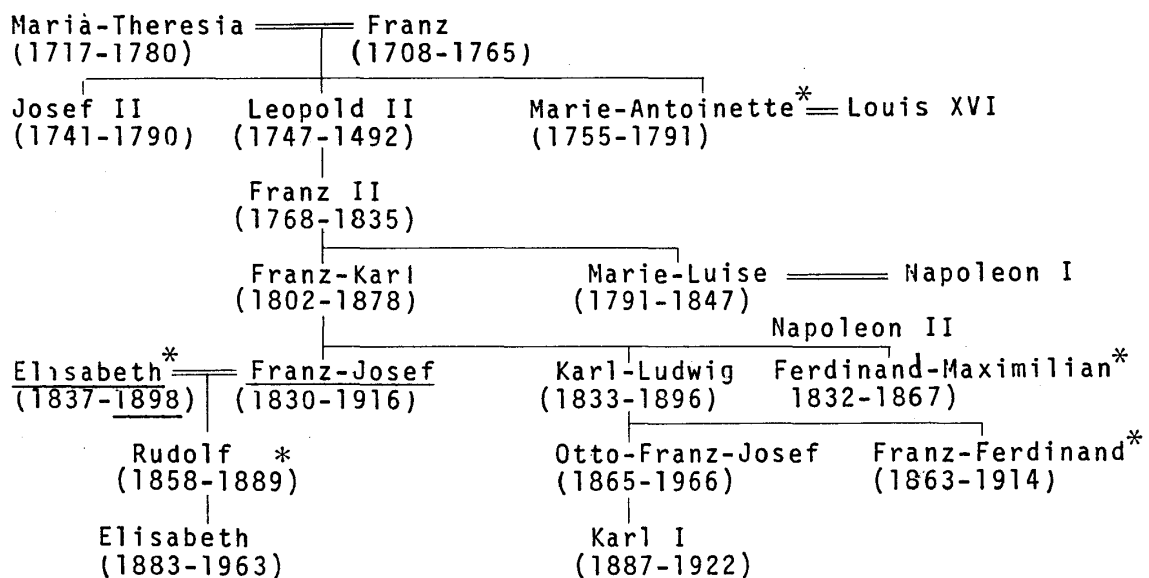 Marià-Theresia Franz
(1717-1780) (1708-1765)
Josef II Leopold II Marie-Antoinette* Louis XVI
(1741-1790) (1747-1492) (1755-1791)
Franz II
(1768-1835)
Franz-Karl Marie-Luise Napoleon I
(1802-1878) (1791-1847)
Napoleon II
Elisabeth* Franz-Josef Karl-Ludwig Ferdinand-Maximilian*
(1837-1898) (1830-1916) (1833-1896) 1832-1867)
Rudolf * Otto-Franz-Josef Franz-Ferdinand*
(1858-1889) (1865-1966) (1863-1914)
Elisabeth Karl I
(1883-1963) (1887-1922)